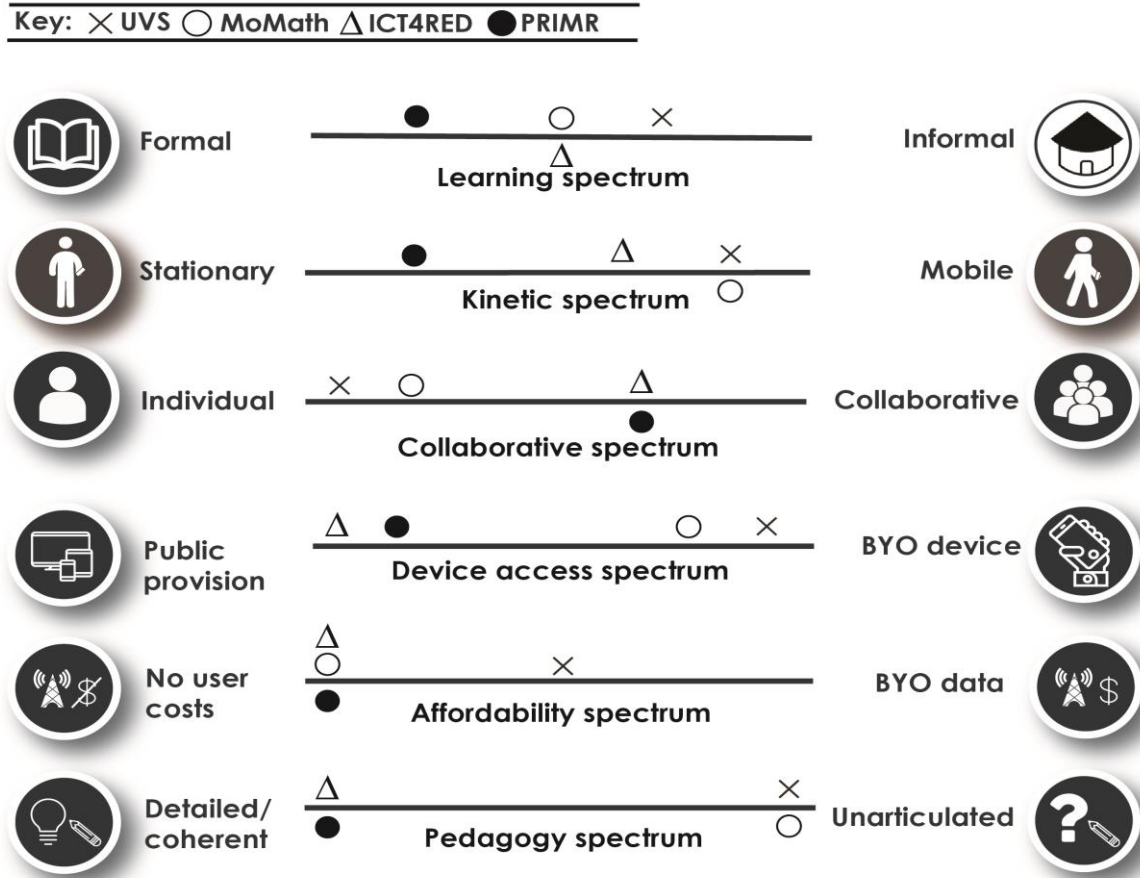 Key: × UVS ○ MoMath Δ ICT4RED ● PRIMR
Formal
Informal
Learning spectrum
Stationary
Mobile
Kinetic spectrum
Individual
Collaborative
Collaborative spectrum
Public
provision
BYO device
Device access spectrum
No user
costs
BYO data
Affordability spectrum
Detailed/
coherent
Unarticulated
Pedagogy spectrum